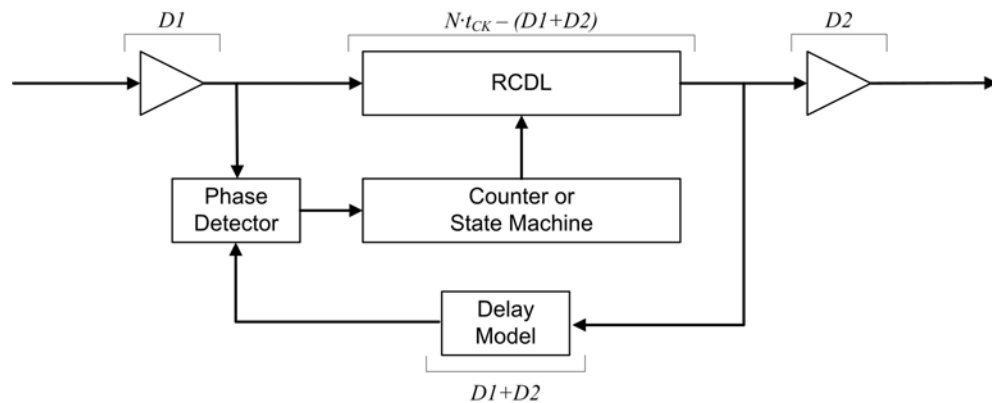 D1
N·tCK – (D1+D2)
D2
RCDL
Phase
Detector
Counter or
State Machine
Delay
Model
D1+D2